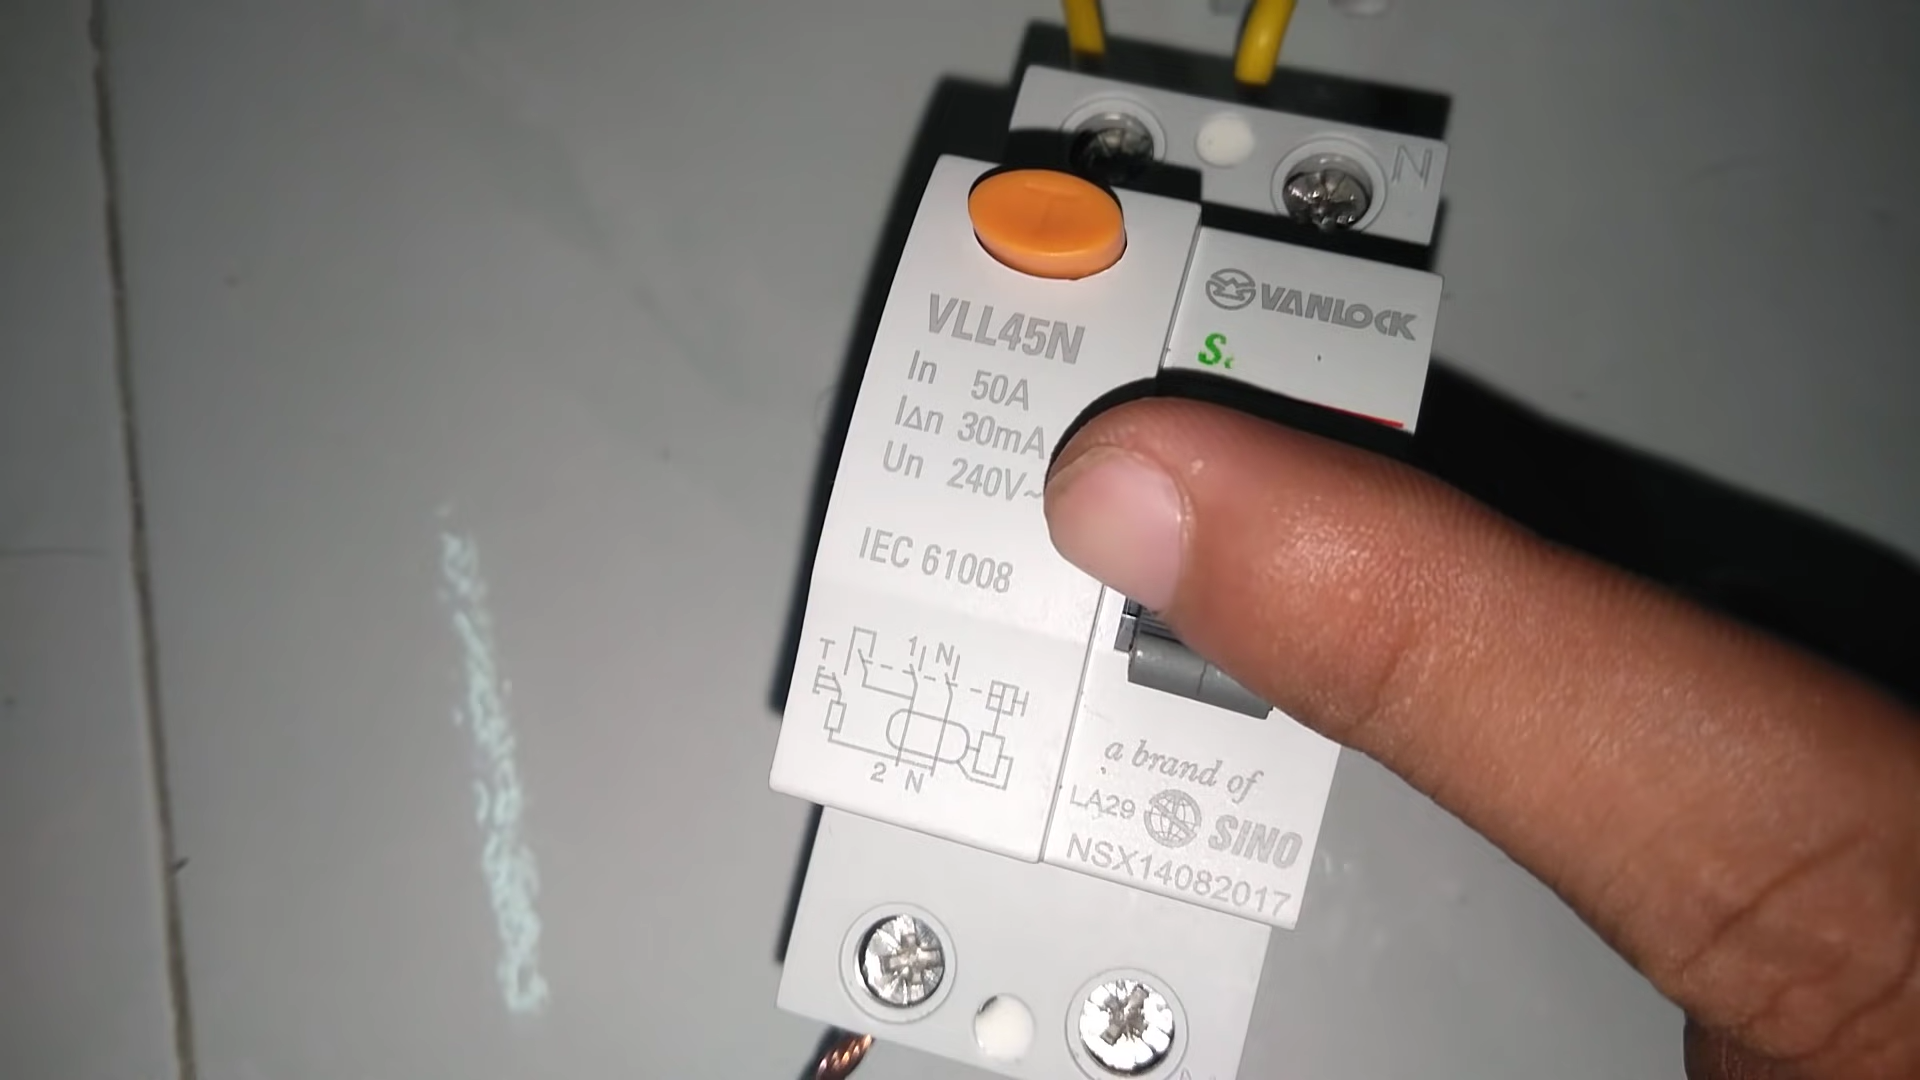 N
VANLOCK
VLL45N
In 50A
IΔn 30mA
Un 240V~
IEC 61008
T 1 N
H
2 N
a brand of
LA29 SINO
NSX14082017